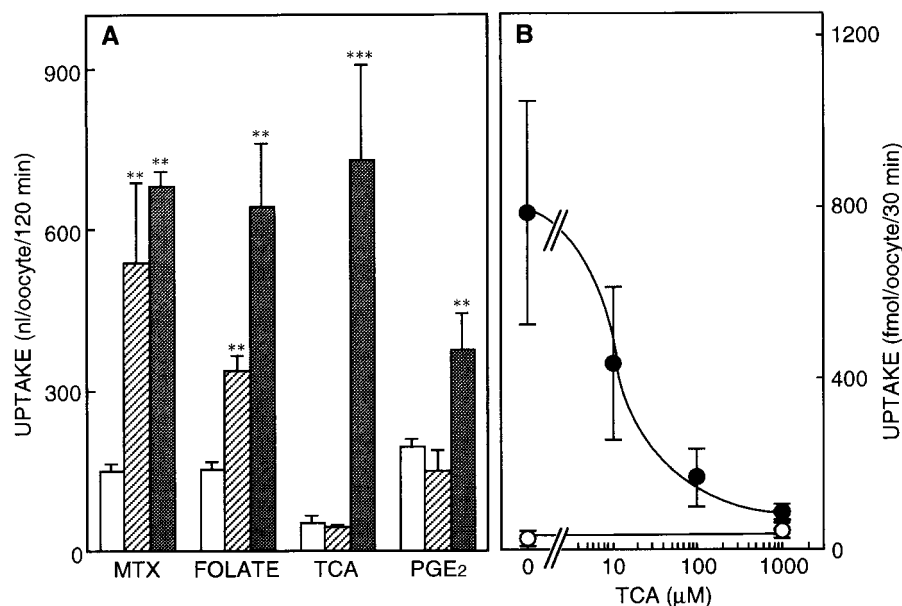 A
B
UPTAKE (nl/oocyte/120 min)
900
600
300
0
** **
**
**
***
**
MTX FOLATE TCA PGE2
1200
800
400
0
UPTAKE (fmol/oocyte/30 min)
0 10 100 1000
TCA (μM)